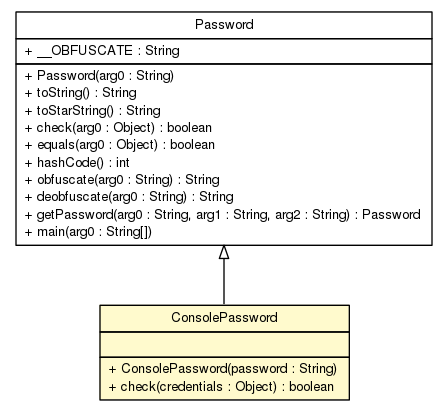 Password
+ __OBFUSCATE : String
+ Password(arg0 : String)
+ toString() : String
+ toStarString() : String
+ check(arg0 : Object) : boolean
+ equals(arg0 : Object) : boolean
+ hashCode() : int
+ obfuscate(arg0 : String) : String
+ deobfuscate(arg0 : String) : String
+ getPassword(arg0 : String, arg1 : String, arg2 : String) : Password
+ main(arg0 : String[])
ConsolePassword
+ ConsolePassword(password : String)
+ check(credentials : Object) : boolean